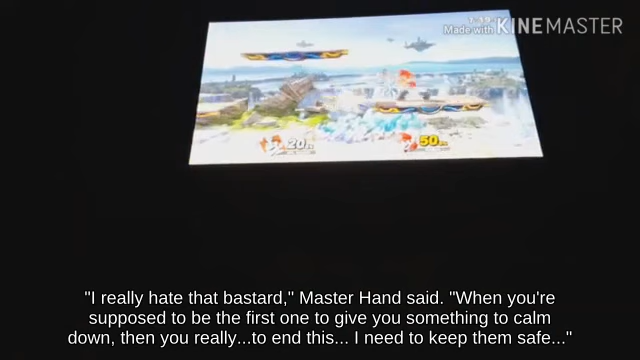 Made with KINEMASTER
20
50
"I really hate that bastard," Master Hand said. "When you're
supposed to be the first one to give you something to calm
down, then you really...to end this... I need to keep them safe..."